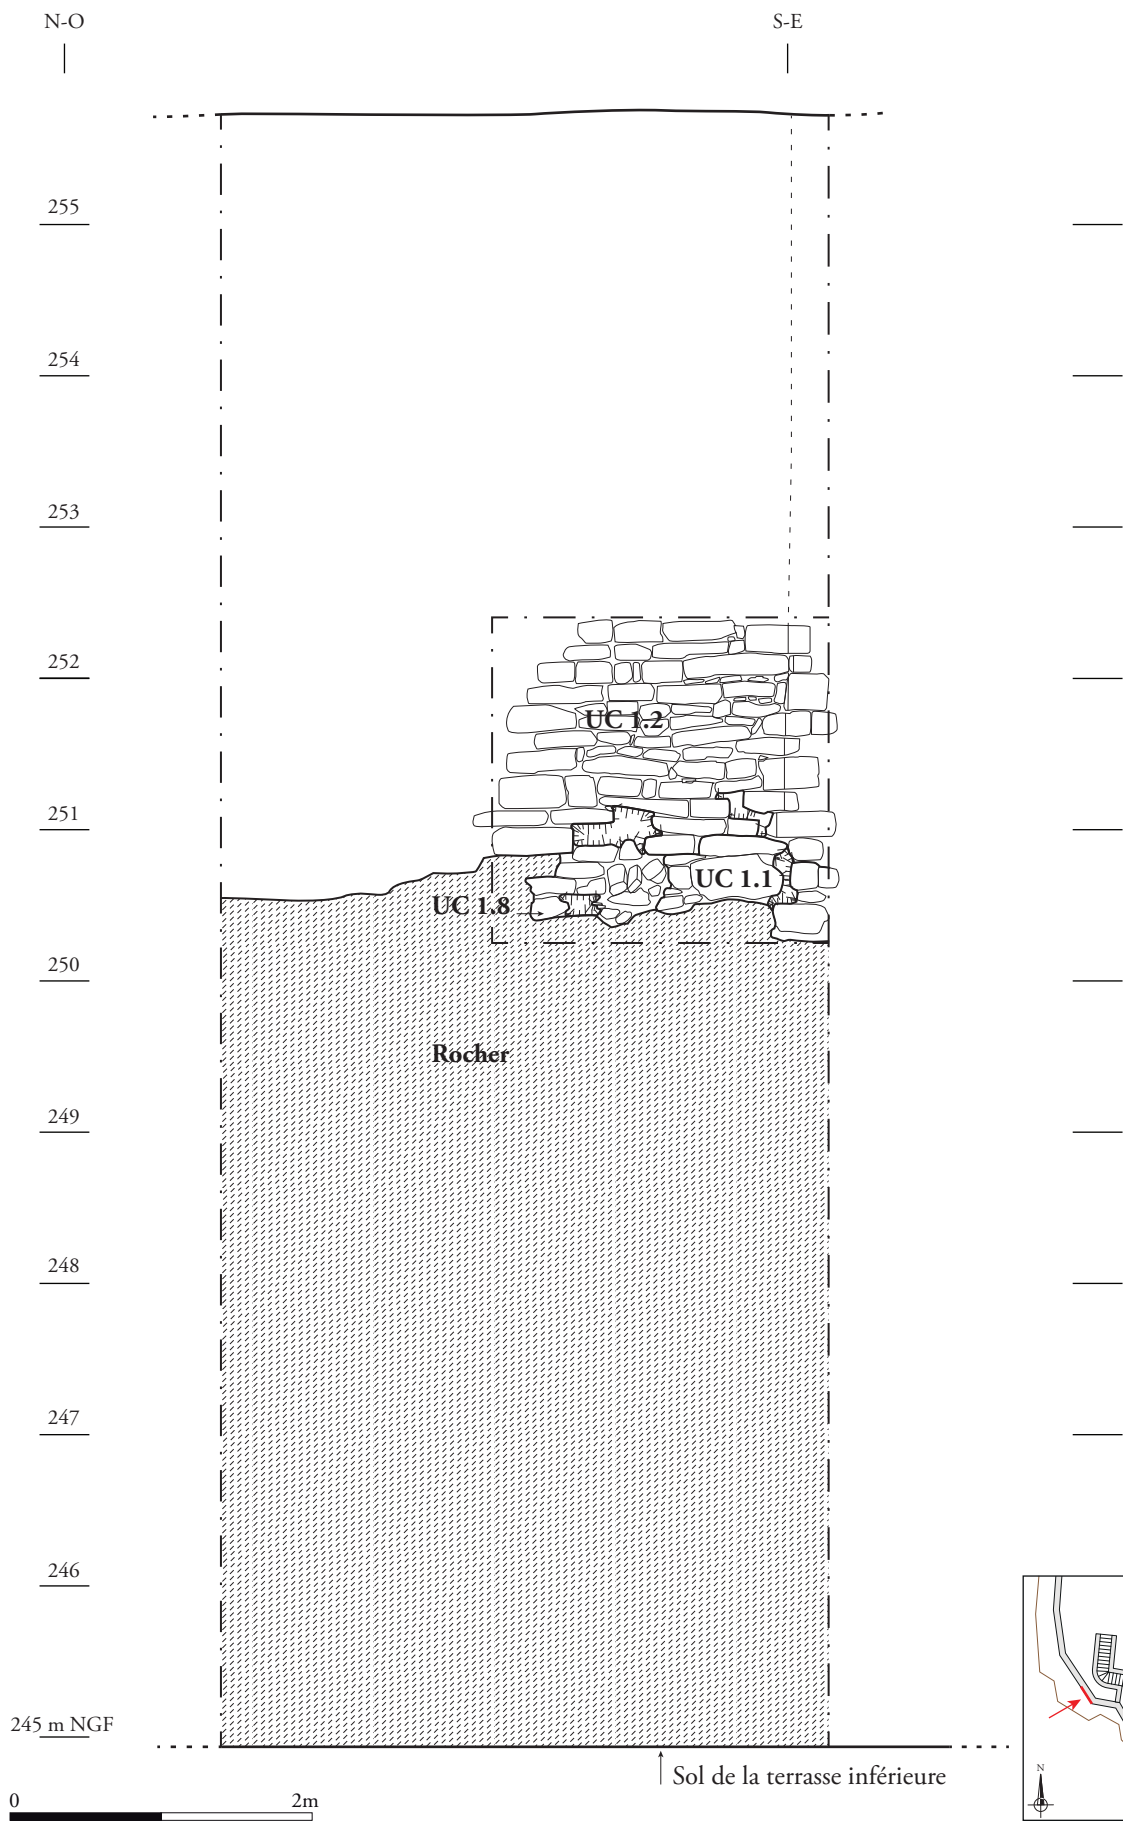 N-O
S-E
255
254
253
252
UC 1.2
251
UC 1.1
UC 1.8
250
Rocher
249
248
247
246
245 m NGF
Sol de la terrasse inférieure
0
2m
N